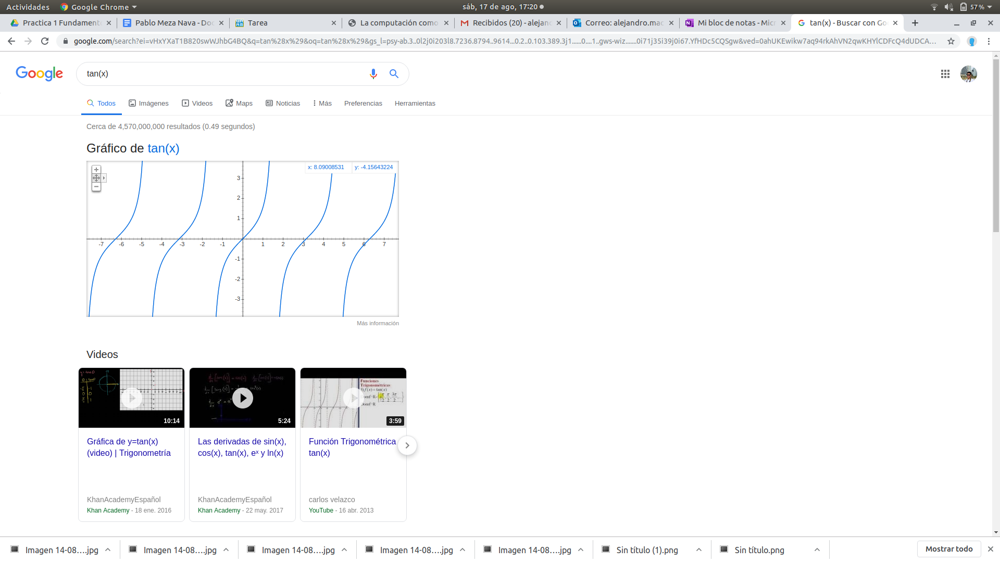 Actividades
Google Chrome
sáb, 17 de ago, 17:20
57 %
Practica 1 Fundament
Pablo Meza Nava - Do
Tarea
La computación como
Recibidos (20) - alejan
Correo: alejandro.mac
Mi bloc de notas - Micr
tan(x) - Buscar con Go
google.com/search?ei=vHxYXaT1B820swWJhbG4BQ&q=tan%28x%29&oq=tan%28x%29&gs_l=psy-ab.3..0l2j0i203l8.7236.8794..9614...0.2..0.103.389.3j1......0....1..gws-wiz.......0i71j35i39j0i67.YfHDc5CQSgw&ved=0ahUKEwikw7aq94rkAhVN2qwKHYlCDFcQ4dUDCA...
Google
tan(x)
Todos
Imágenes
Videos
Maps
Noticias
Más
Preferencias
Herramientas
Cerca de 4,570,000,000 resultados (0.49 segundos)
Gráfico de tan(x)
x: 8.09008531
y: -4.15643224
3
2
1
-7 -6 -5 -4 -3 -2 -1 1 2 3 4 5 6 7
-1
-2
-3
Más información
Videos
10:14
5:24
Funciones
Trigonométricas
3) f(x)=tan(x)
3:59
Gráfica de y=tan(x)
(video) | Trigonometría
KhanAcademyEspañol
Khan Academy - 18 ene. 2016
Las derivadas de sin(x),
cos(x), tan(x), eˣ y ln(x)
KhanAcademyEspañol
Khan Academy - 22 may. 2017
Función Trigonométrica
tan(x)
carlos velazco
YouTube - 16 abr. 2013
Imagen 14-08....jpg
Imagen 14-08....jpg
Imagen 14-08....jpg
Imagen 14-08....jpg
Imagen 14-08....jpg
Sin título (1).png
Sin título.png
Mostrar todo